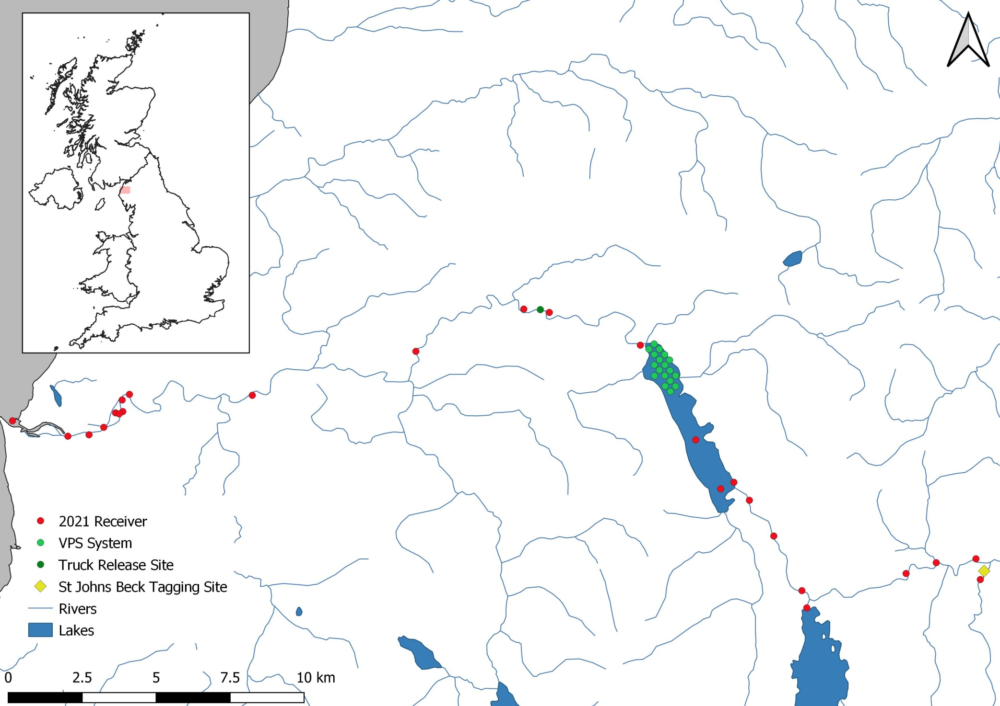 2021 Receiver
VPS System
Truck Release Site
St Johns Beck Tagging Site
Rivers
Lakes
0 2.5 5 7.5 10 km